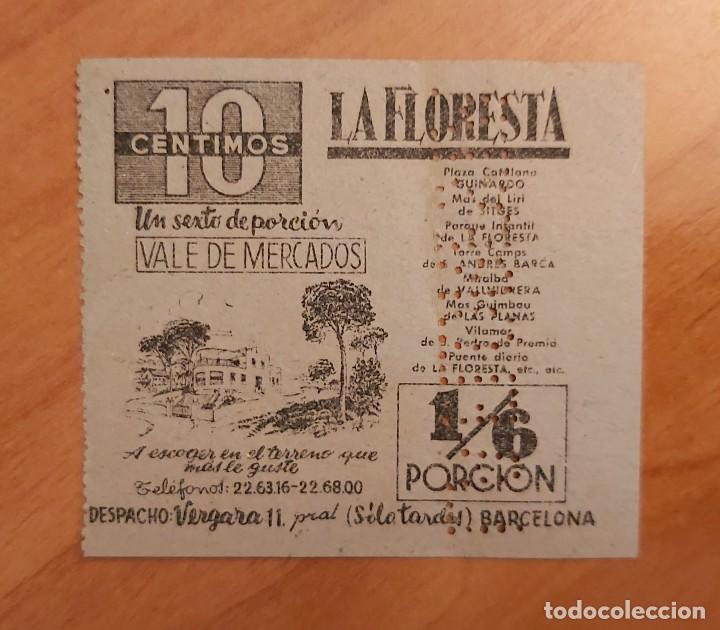 10
CENTIMOS
Un sexto de porción
VALE DE MERCADOS
A escoger en el terreno que
más le guste
Teléfonos: 22.63.16 - 22.68.00
LA FLORESTA
Plaza Catalana
GUINARDO
Mas del Liri
de SITGES
Parque Infantil
de LA FLORESTA
Torre Camps
de S. ANDRES BARCA
Miralba
de VALLVIDRERA
Mas Guimbau
de LAS PLANAS
Vilamar
de S. Pedro de Premiá
Puente diario
de LA FLORESTA, etc., etc.
1/6
PORCIÓN
DESPACHO: Vergara 11. pral (Sólo tardes) BARCELONA
todocoleccion